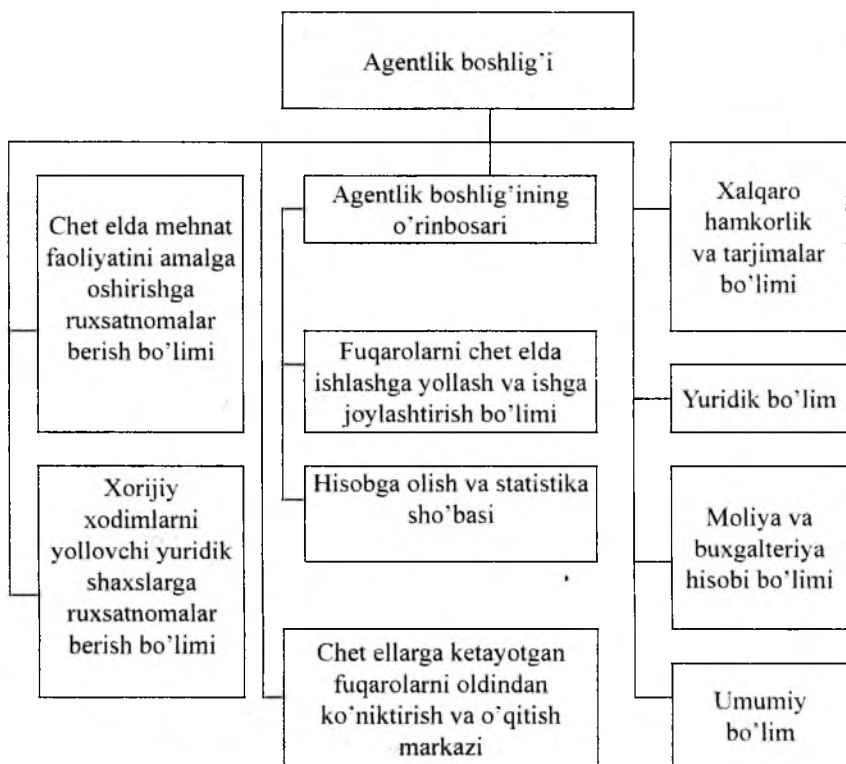 Agentlik boshlig'i
Chet elda mehnat
faoliyatini amalga
oshirishga
ruxsatnomalar
berish bo'limi
Xorijiy
xodimlarni
yollovchi yuridik
shaxslarga
ruxsatnomalar
berish bo'limi
Agentlik boshlig'ining
o'rinbosari
Fuqarolarni chet elda
ishlashga yollash va ishga
joylashtirish bo'limi
Hisobga olish va statistika
sho'basi
Chet ellarga ketayotgan
fuqarolarni oldindan
ko'niktirish va o'qitish
markazi
Xalqaro
hamkorlik
va tarjimalar
bo'limi
Yuridik bo'lim
Moliya va
buxgalteriya
hisobi bo'limi
Umumiy
bo'lim